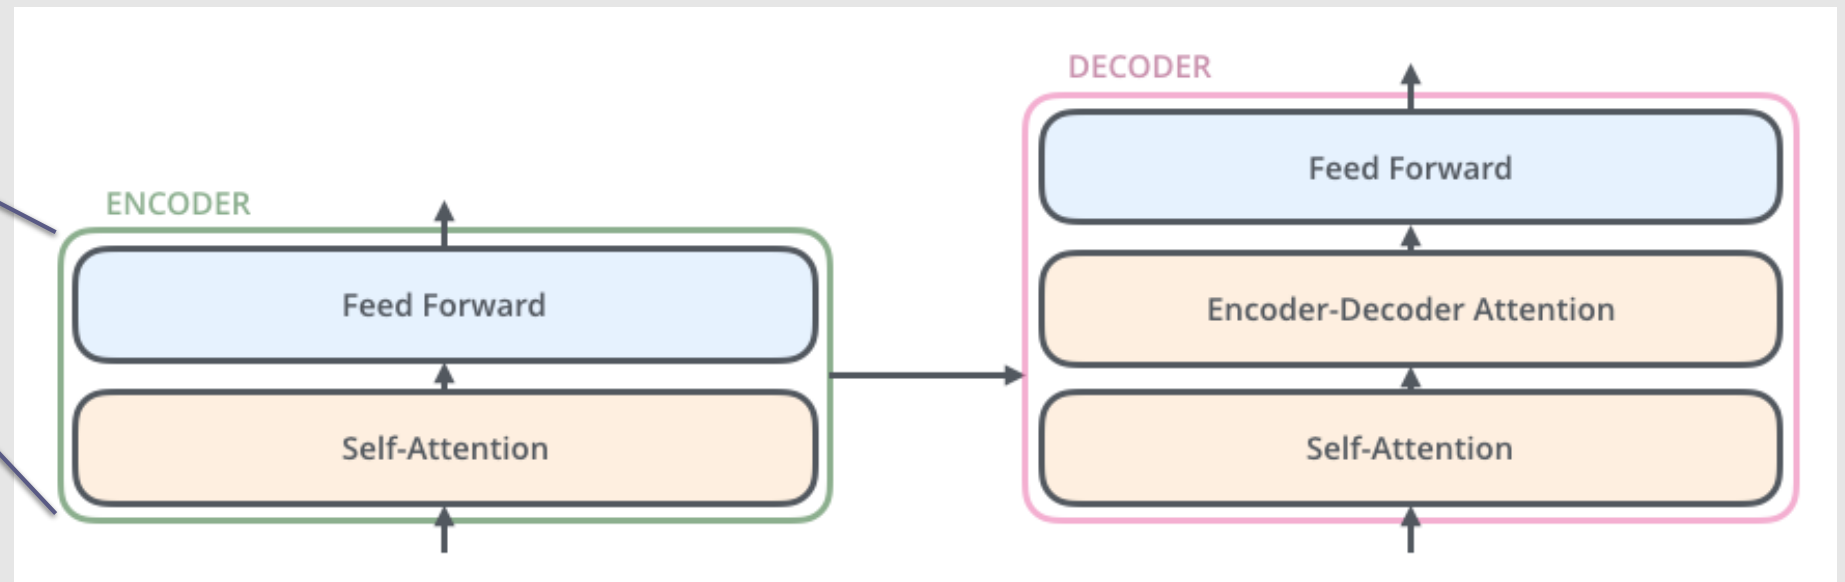 ENCODER
Feed Forward
Self-Attention
DECODER
Feed Forward
Encoder-Decoder Attention
Self-Attention